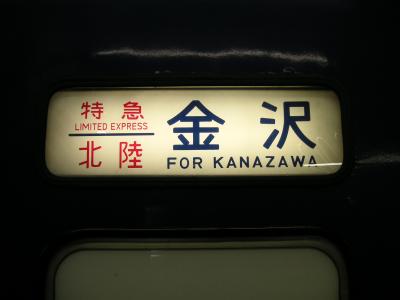 特急
LIMITED EXPRESS
北陸
金沢
FOR KANAZAWA